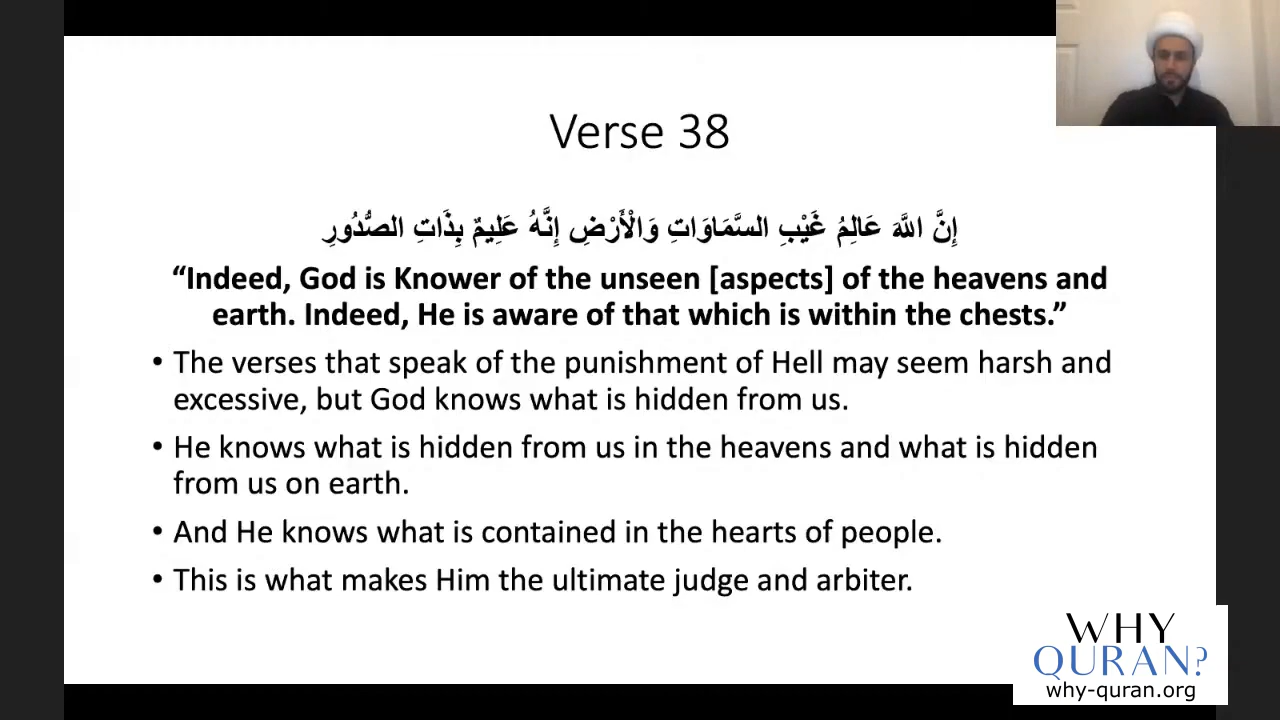 Verse 38
إِنَّ اللَّهَ عَالِمُ غَيْبِ السَّمَاوَاتِ وَالْأَرْضِ إِنَّهُ عَلِيمٌ بِذَاتِ الصُّدُورِ
“Indeed, God is Knower of the unseen [aspects] of the heavens and
earth. Indeed, He is aware of that which is within the chests.”
• The verses that speak of the punishment of Hell may seem harsh and
excessive, but God knows what is hidden from us.
• He knows what is hidden from us in the heavens and what is hidden
from us on earth.
• And He knows what is contained in the hearts of people.
• This is what makes Him the ultimate judge and arbiter.
WHY
QURAN?
why-quran.org